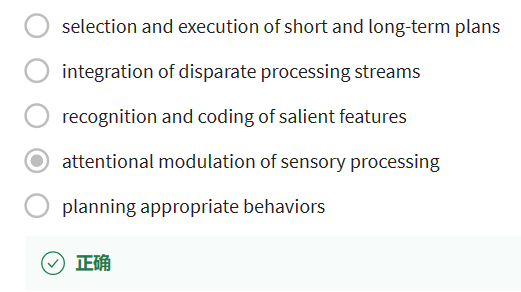 selection and execution of short and long-term plans
integration of disparate processing streams
recognition and coding of salient features
attentional modulation of sensory processing
planning appropriate behaviors
正确